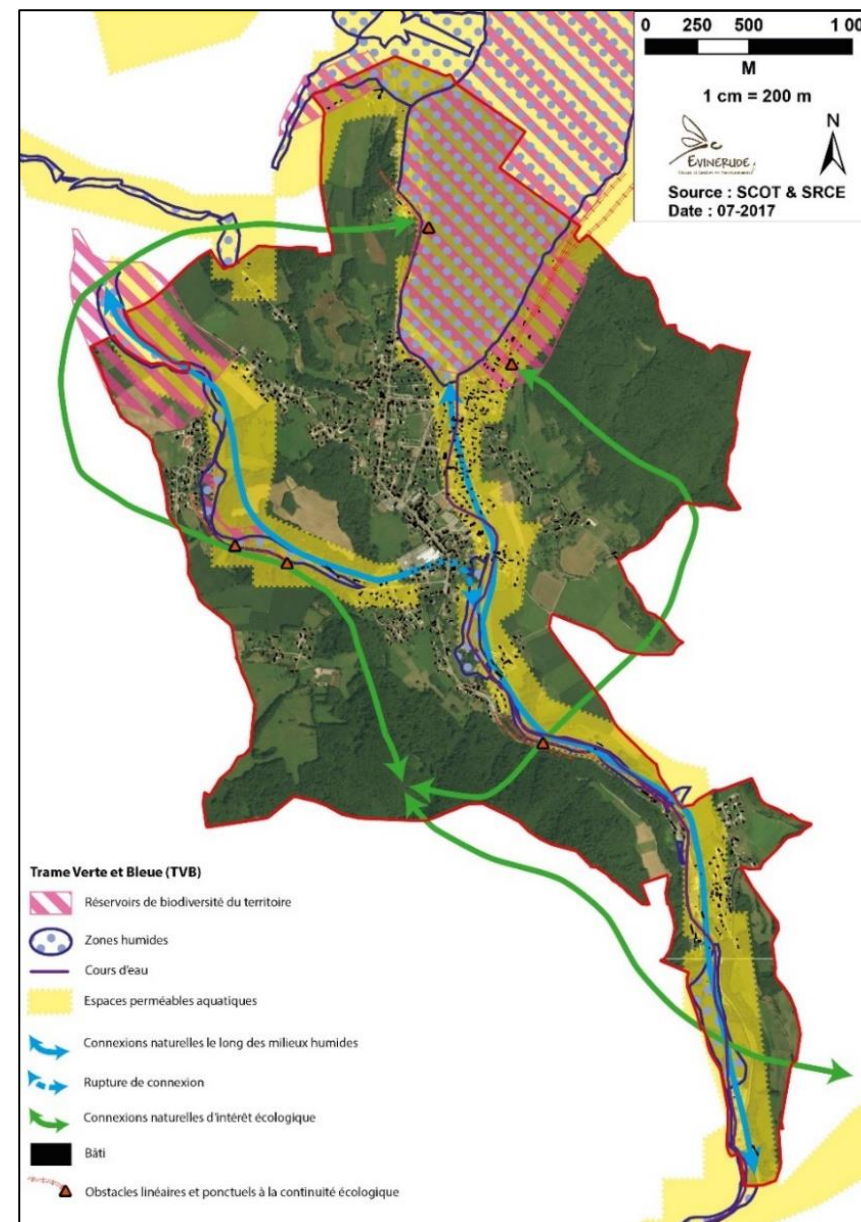 0 250 500 1 00
M
1 cm = 200 m
N
EVINERUDE
Source : SCOT & SRCE
Date : 07-2017
Trame Verte et Bleue (TVB)
Réservoirs de biodiversité du territoire
Zones humides
Cours d'eau
Espaces perméables aquatiques
Connexions naturelles le long des milieux humides
Rupture de connexion
Connexions naturelles d'intérêt écologique
Bâti
Obstacles linéaires et ponctuels à la continuité écologique